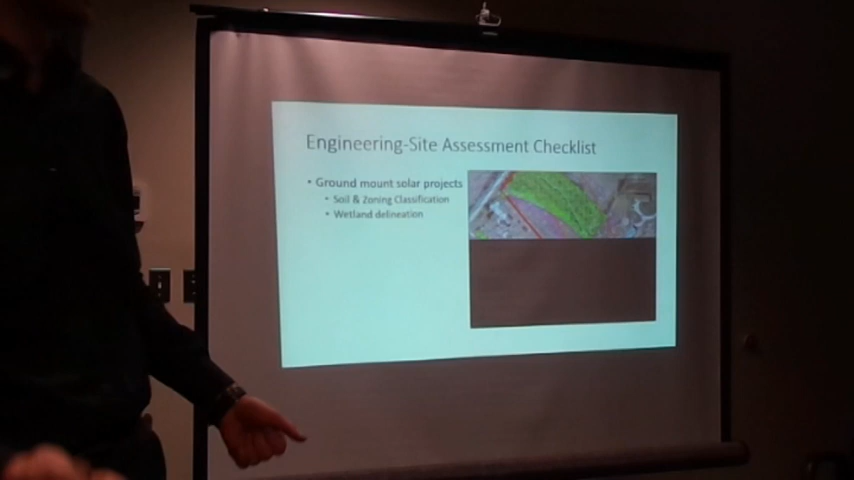 Engineering-Site Assessment Checklist
• Ground mount solar projects
• Soil & Zoning Classification
• Wetland delineation